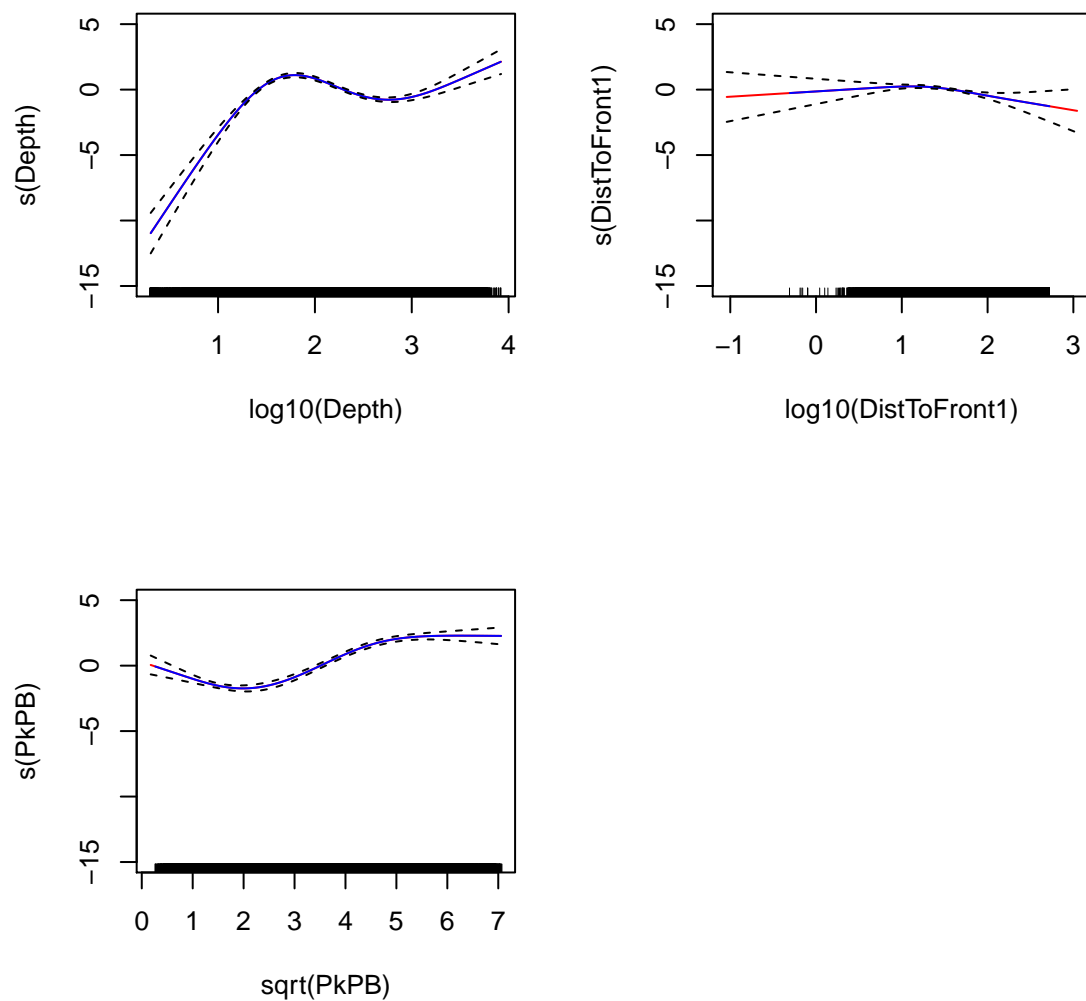 5
0
−5
−15
s(Depth)
1 2 3 4
log10(Depth)
5
0
−5
−15
s(DistToFront1)
−1 0 1 2 3
log10(DistToFront1)
5
0
−5
−15
s(PkPB)
0 1 2 3 4 5 6 7
sqrt(PkPB)